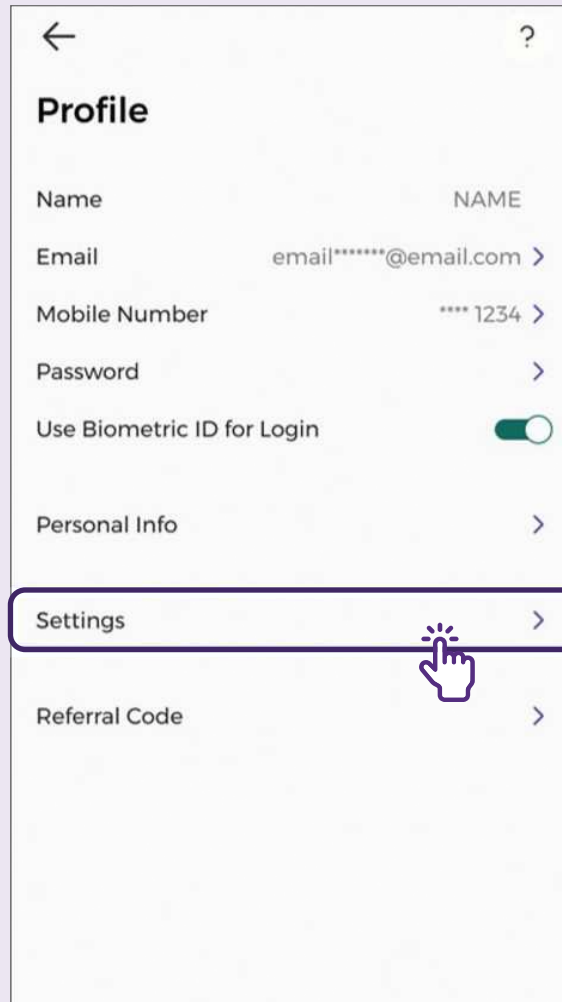 ?
Profile
Name NAME
Email email*******@email.com >
Mobile Number **** 1234 >
Password >
Use Biometric ID for Login
Personal Info >
Settings >
Referral Code >